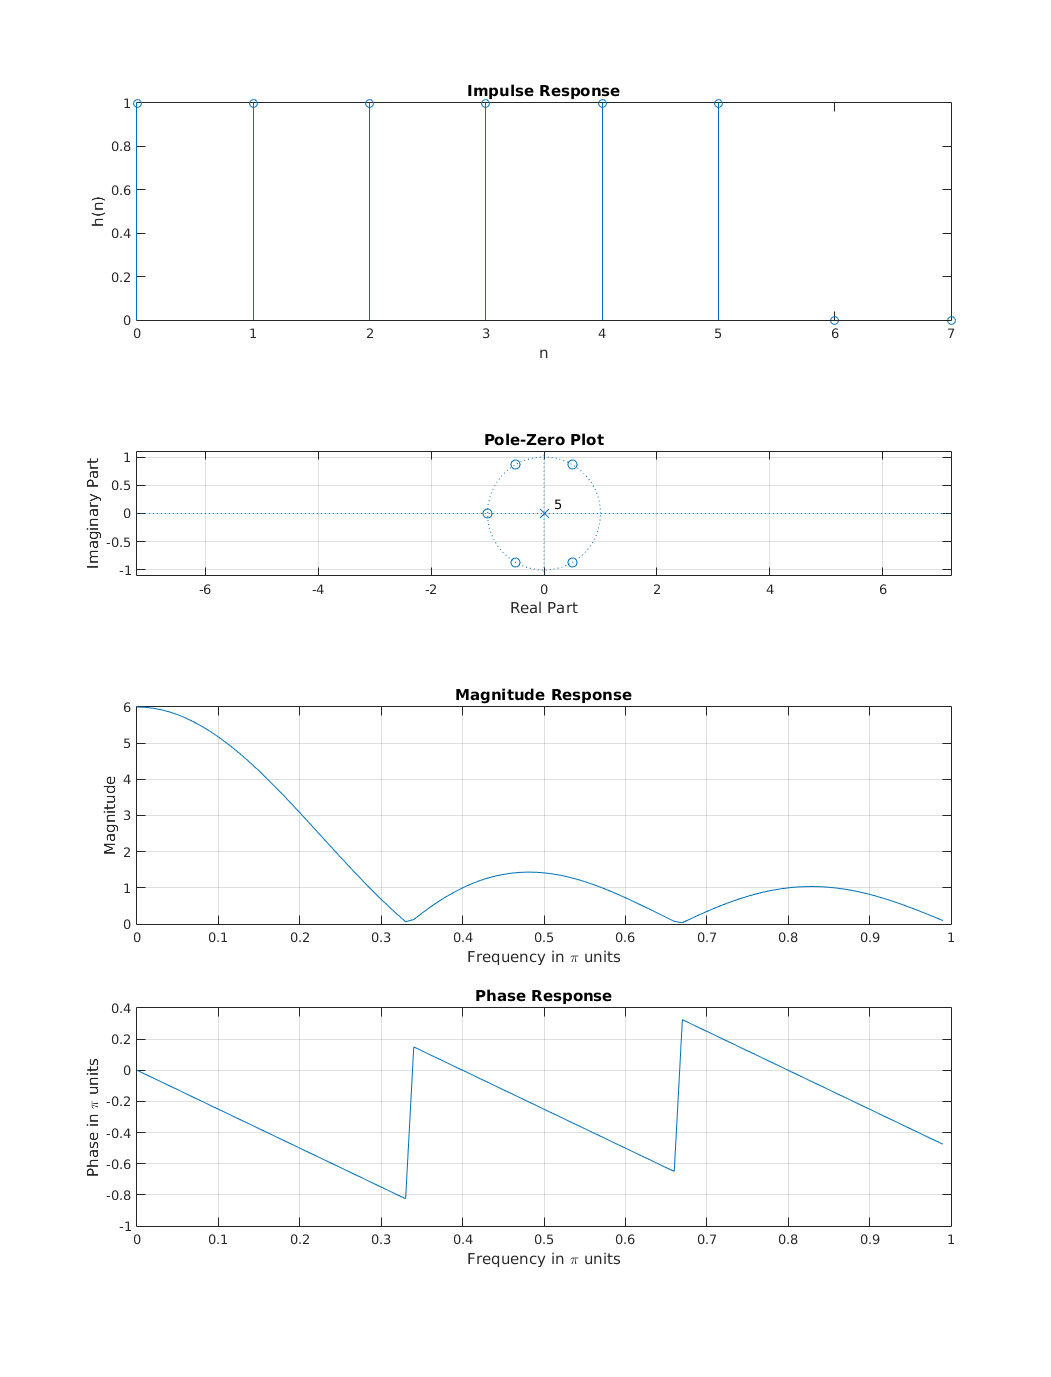 Impulse Response
1
0.8
0.6
0.4
0.2
0
h(n)
0 1 2 3 4 5 6 7
n
Pole-Zero Plot
1
0.5
0
-0.5
-1
Imaginary Part
5
-6 -4 -2 0 2 4 6
Real Part
Magnitude Response
6
5
4
3
2
1
0
Magnitude
0 0.1 0.2 0.3 0.4 0.5 0.6 0.7 0.8 0.9 1
Frequency in π units
Phase Response
0.4
0.2
0
-0.2
-0.4
-0.6
-0.8
-1
Phase in π units
0 0.1 0.2 0.3 0.4 0.5 0.6 0.7 0.8 0.9 1
Frequency in π units